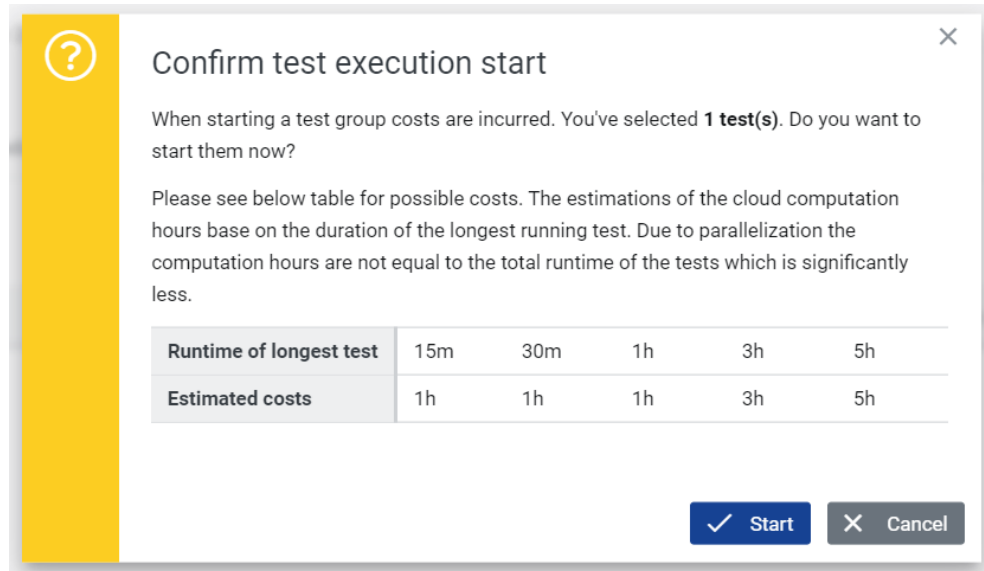 Confirm test execution start
When starting a test group costs are incurred. You've selected 1 test(s). Do you want to
start them now?
Please see below table for possible costs. The estimations of the cloud computation
hours base on the duration of the longest running test. Due to parallelization the
computation hours are not equal to the total runtime of the tests which is significantly
less.
Runtime of longest test 15m 30m 1h 3h 5h
Estimated costs 1h 1h 1h 3h 5h
Start Cancel